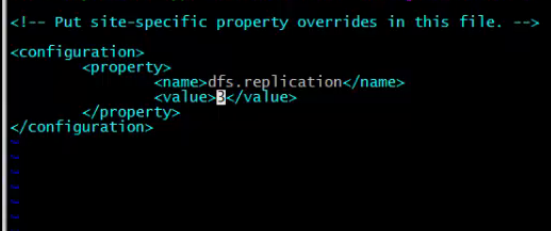 <!-- Put site-specific property overrides in this file. -->
<configuration>
<property>
<name>dfs.replication</name>
<value>3</value>
</property>
</configuration>
~
~
~
~
~
~